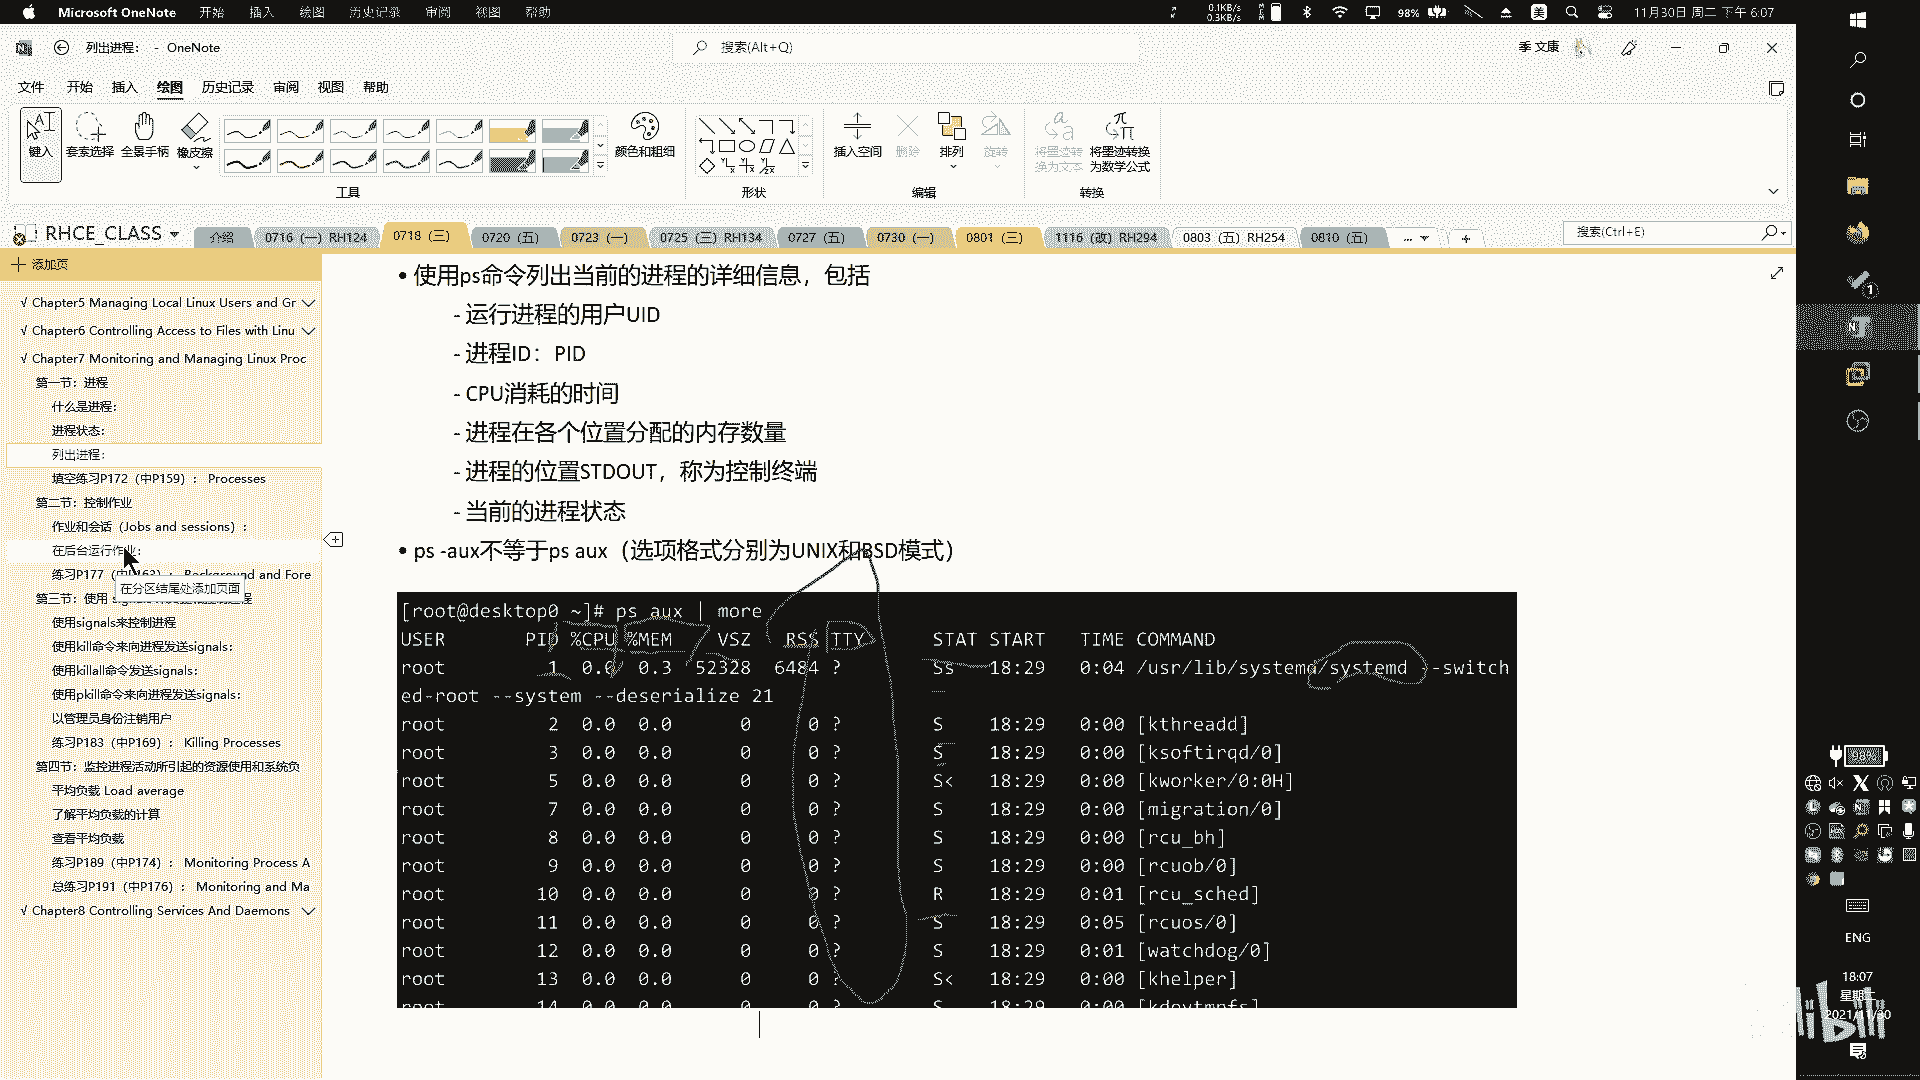 Microsoft OneNote 开始 插入 绘图 历史记录 审阅 视图 帮助 0.1KB/s 0.3KB/s 98% 美 11月30日 周二 下午 6:07
列出进程: - OneNote 搜索(Alt+Q) 季 文康
文件 开始 插入 绘图 历史记录 审阅 视图 帮助
键入 套索选择 全景手柄 橡皮擦 颜色和粗细 插入空间 删除 排列 旋转 将墨迹转换为文本 将墨迹转换为数学公式
工具 形状 编辑 转换
RHCE_CLASS 介绍 0716 (一) RH124 0718 (三) 0720 (五) 0723 (一) 0725 (三) RH134 0727 (五) 0730 (一) 0801 (三) 1116 (改) RH294 0803 (五) RH254 0810 (五) ... 搜索(Ctrl+E)
添加页
√ Chapter5 Managing Local Linux Users and Gr
√ Chapter6 Controlling Access to Files with Linu
√ Chapter7 Monitoring and Managing Linux Proc
第一节: 进程
什么是进程:
进程状态:
列出进程:
填空练习P172（中P159）: Processes
第二节: 控制作业
作业和会话（Jobs and sessions）:
在后台运行作业:
练习P177 Background and Fore
在分区结尾处添加页面
第三节: 使用
使用signals来控制进程
使用kill命令来向进程发送signals:
使用killall命令发送signals:
使用pkill命令来向进程发送signals:
以管理员身份注销用户
练习P183（中P169）: Killing Processes
第四节: 监控进程活动所引起的资源使用和系统负
平均负载 Load average
了解平均负载的计算
查看平均负载
练习P189（中P174）: Monitoring Process A
总练习P191（中P176）: Monitoring and Ma
√ Chapter8 Controlling Services And Daemons
• 使用ps命令列出当前的进程的详细信息，包括
- 运行进程的用户UID
- 进程ID：PID
- CPU消耗的时间
- 进程在各个位置分配的内存数量
- 进程的位置STDOUT，称为控制终端
- 当前的进程状态
• ps -aux不等于ps aux（选项格式分别为UNIX和BSD模式）
[root@desktop0 ~]# ps aux | more
USER PID %CPU %MEM VSZ RSS TTY STAT START TIME COMMAND
root 1 0.0 0.3 52328 6484 ? Ss 18:29 0:04 /usr/lib/systemd/systemd --switch
ed-root --system --deserialize 21
root 2 0.0 0.0 0 0 ? S 18:29 0:00 [kthreadd]
root 3 0.0 0.0 0 0 ? S 18:29 0:00 [ksoftirqd/0]
root 5 0.0 0.0 0 0 ? S< 18:29 0:00 [kworker/0:0H]
root 7 0.0 0.0 0 0 ? S 18:29 0:00 [migration/0]
root 8 0.0 0.0 0 0 ? S 18:29 0:00 [rcu_bh]
root 9 0.0 0.0 0 0 ? S 18:29 0:00 [rcuob/0]
root 10 0.0 0.0 0 0 ? R 18:29 0:01 [rcu_sched]
root 11 0.0 0.0 0 0 ? S 18:29 0:05 [rcuos/0]
root 12 0.0 0.0 0 0 ? S 18:29 0:01 [watchdog/0]
root 13 0.0 0.0 0 0 ? S< 18:29 0:00 [khelper]
root 14 0.0 0.0 0 0 ? S 18:29 0:00 [kdevtmpfs]
1
98%
ENG
18:07
星期二
2021/11/30